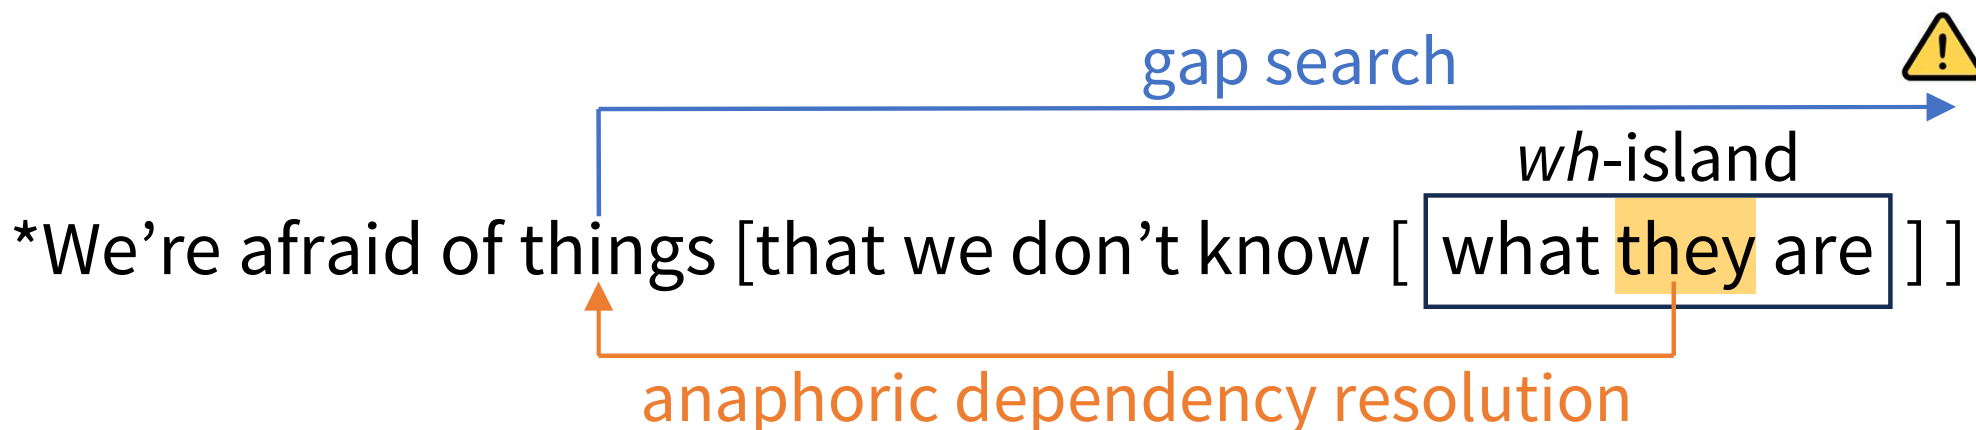 gap search
wh-island
*We’re afraid of things [that we don’t know [ what they are ] ]
anaphoric dependency resolution